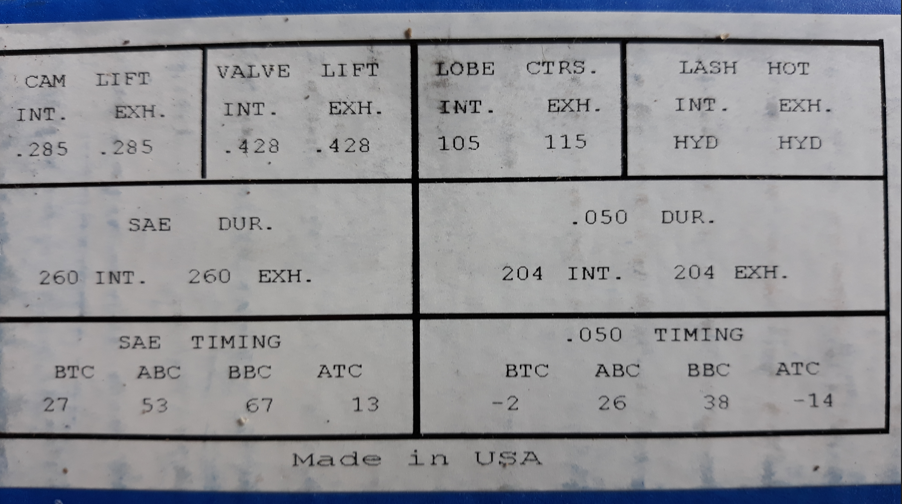 CAM LIFT
INT. EXH.
.285 .285
VALVE LIFT
INT. EXH.
.428 .428
LOBE CTRS.
INT. EXH.
105 115
LASH HOT
INT. EXH.
HYD HYD
SAE DUR.
260 INT. 260 EXH.
.050 DUR.
204 INT. 204 EXH.
SAE TIMING
BTC ABC BBC ATC
27 53 67 13
.050 TIMING
BTC ABC BBC ATC
-2 26 38 -14
Made in USA